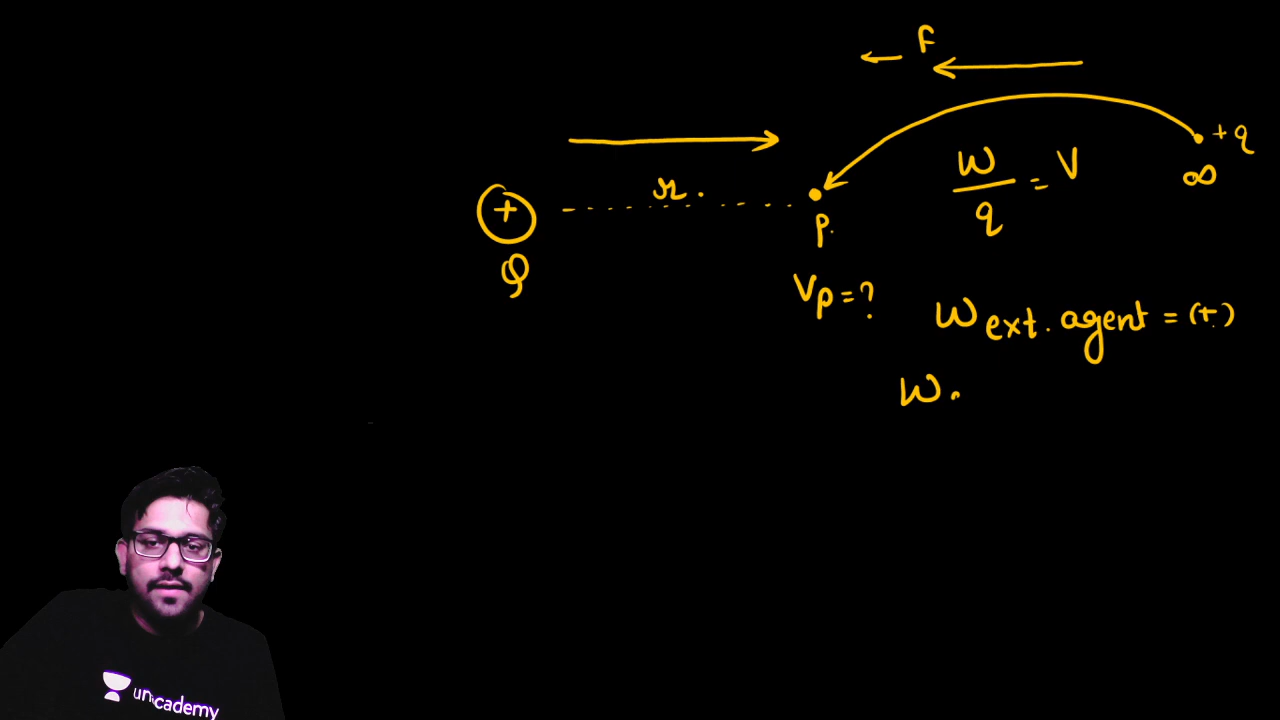 F
+q
∞
W/q = V
r.
+
Q
P.
Vp = ?
W ext. agent = (+)
W.
unacademy